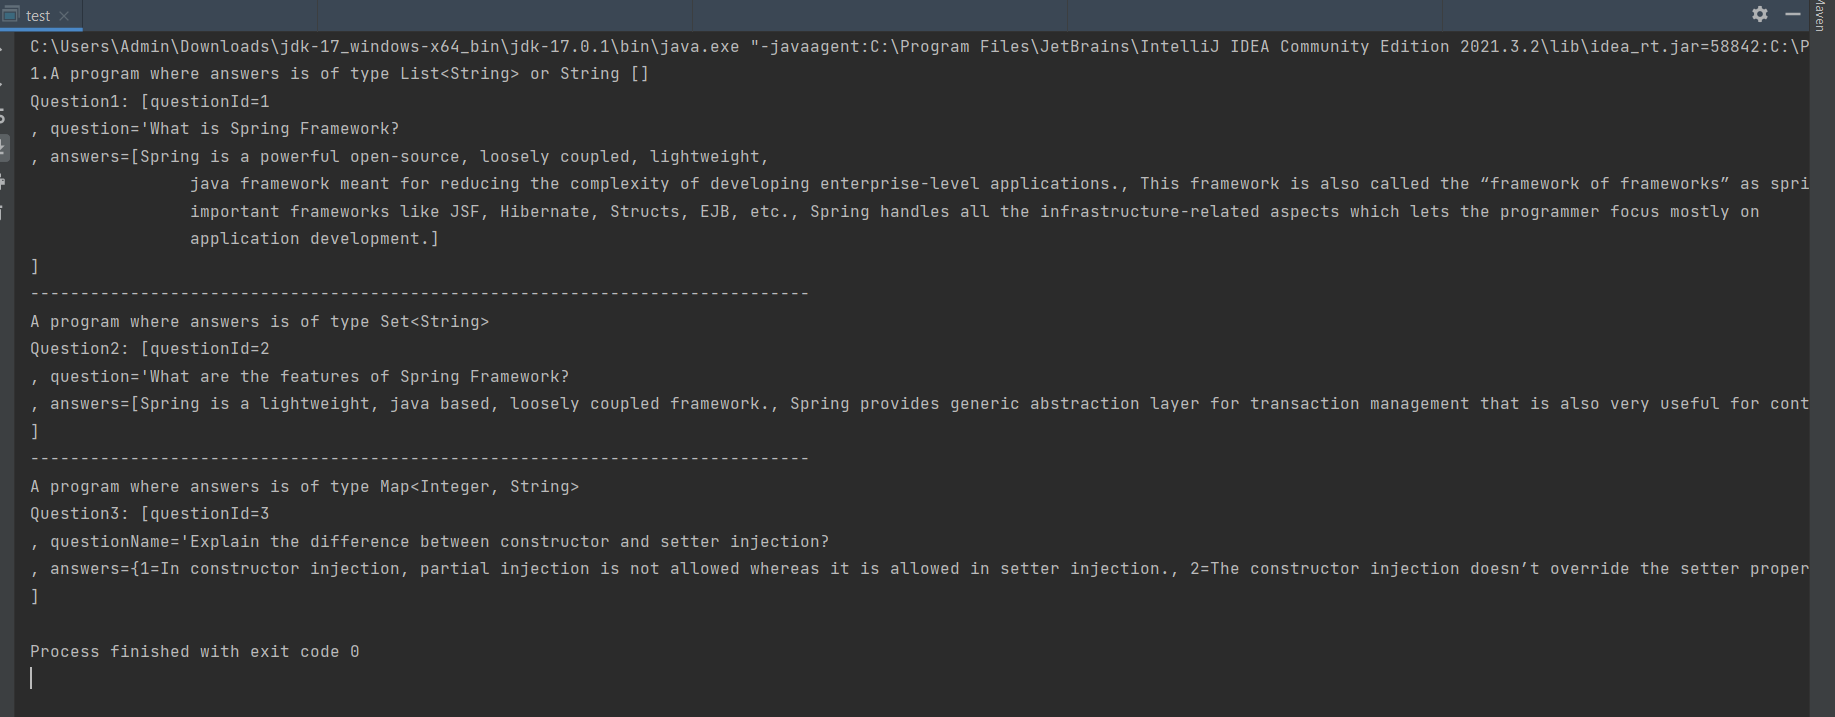 test
Maven
C:\Users\Admin\Downloads\jdk-17_windows-x64_bin\jdk-17.0.1\bin\java.exe "-javaagent:C:\Program Files\JetBrains\IntelliJ IDEA Community Edition 2021.3.2\lib\idea_rt.jar=58842:C:\P
1.A program where answers is of type List<String> or String []
Question1: [questionId=1
, question='What is Spring Framework?
, answers=[Spring is a powerful open-source, loosely coupled, lightweight,
java framework meant for reducing the complexity of developing enterprise-level applications., This framework is also called the “framework of frameworks” as spri
important frameworks like JSF, Hibernate, Structs, EJB, etc., Spring handles all the infrastructure-related aspects which lets the programmer focus mostly on
application development.]
]
------------------------------------------------------------------------------
A program where answers is of type Set<String>
Question2: [questionId=2
, question='What are the features of Spring Framework?
, answers=[Spring is a lightweight, java based, loosely coupled framework., Spring provides generic abstraction layer for transaction management that is also very useful for cont
]
------------------------------------------------------------------------------
A program where answers is of type Map<Integer, String>
Question3: [questionId=3
, questionName='Explain the difference between constructor and setter injection?
, answers={1=In constructor injection, partial injection is not allowed whereas it is allowed in setter injection., 2=The constructor injection doesn’t override the setter proper
]
Process finished with exit code 0